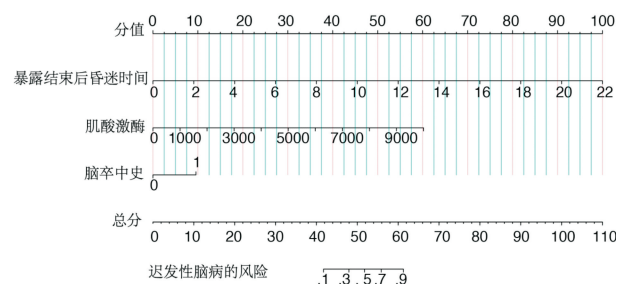 分值 0 10 20 30 40 50 60 70 80 90 100
暴露结束后昏迷时间 0 2 4 6 8 10 12 14 16 18 20 22
肌酸激酶 0 1000 3000 5000 7000 9000
脑卒中史 0 1
总分 0 10 20 30 40 50 60 70 80 90 100 110
迟发性脑病的风险 .1 .3 .5 .7 .9